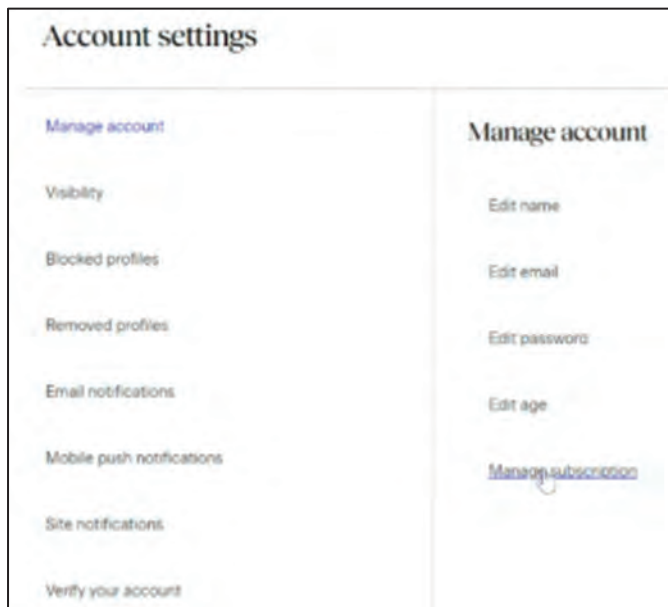 Account settings
Manage account
Visibility
Blocked profiles
Removed profiles
Email notifications
Mobile push notifications
Site notifications
Verify your account
Manage account
Edit name
Edit email
Edit password
Edit age
Manage subscription